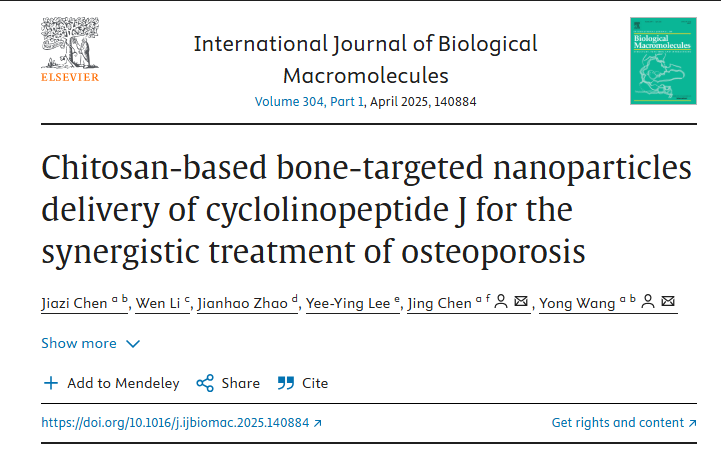 ELSEVIER
International Journal of Biological
Macromolecules
Volume 304, Part 1, April 2025, 140884
Biological
Macromolecules
Chitosan-based bone-targeted nanoparticles
delivery of cyclolinopeptide J for the
synergistic treatment of osteoporosis
Jiazi Chen a b, Wen Li c, Jianhao Zhao d, Yee-Ying Lee e, Jing Chen a f, Yong Wang a b
Show more
Add to Mendeley Share Cite
https://doi.org/10.1016/j.ijbiomac.2025.140884
Get rights and content